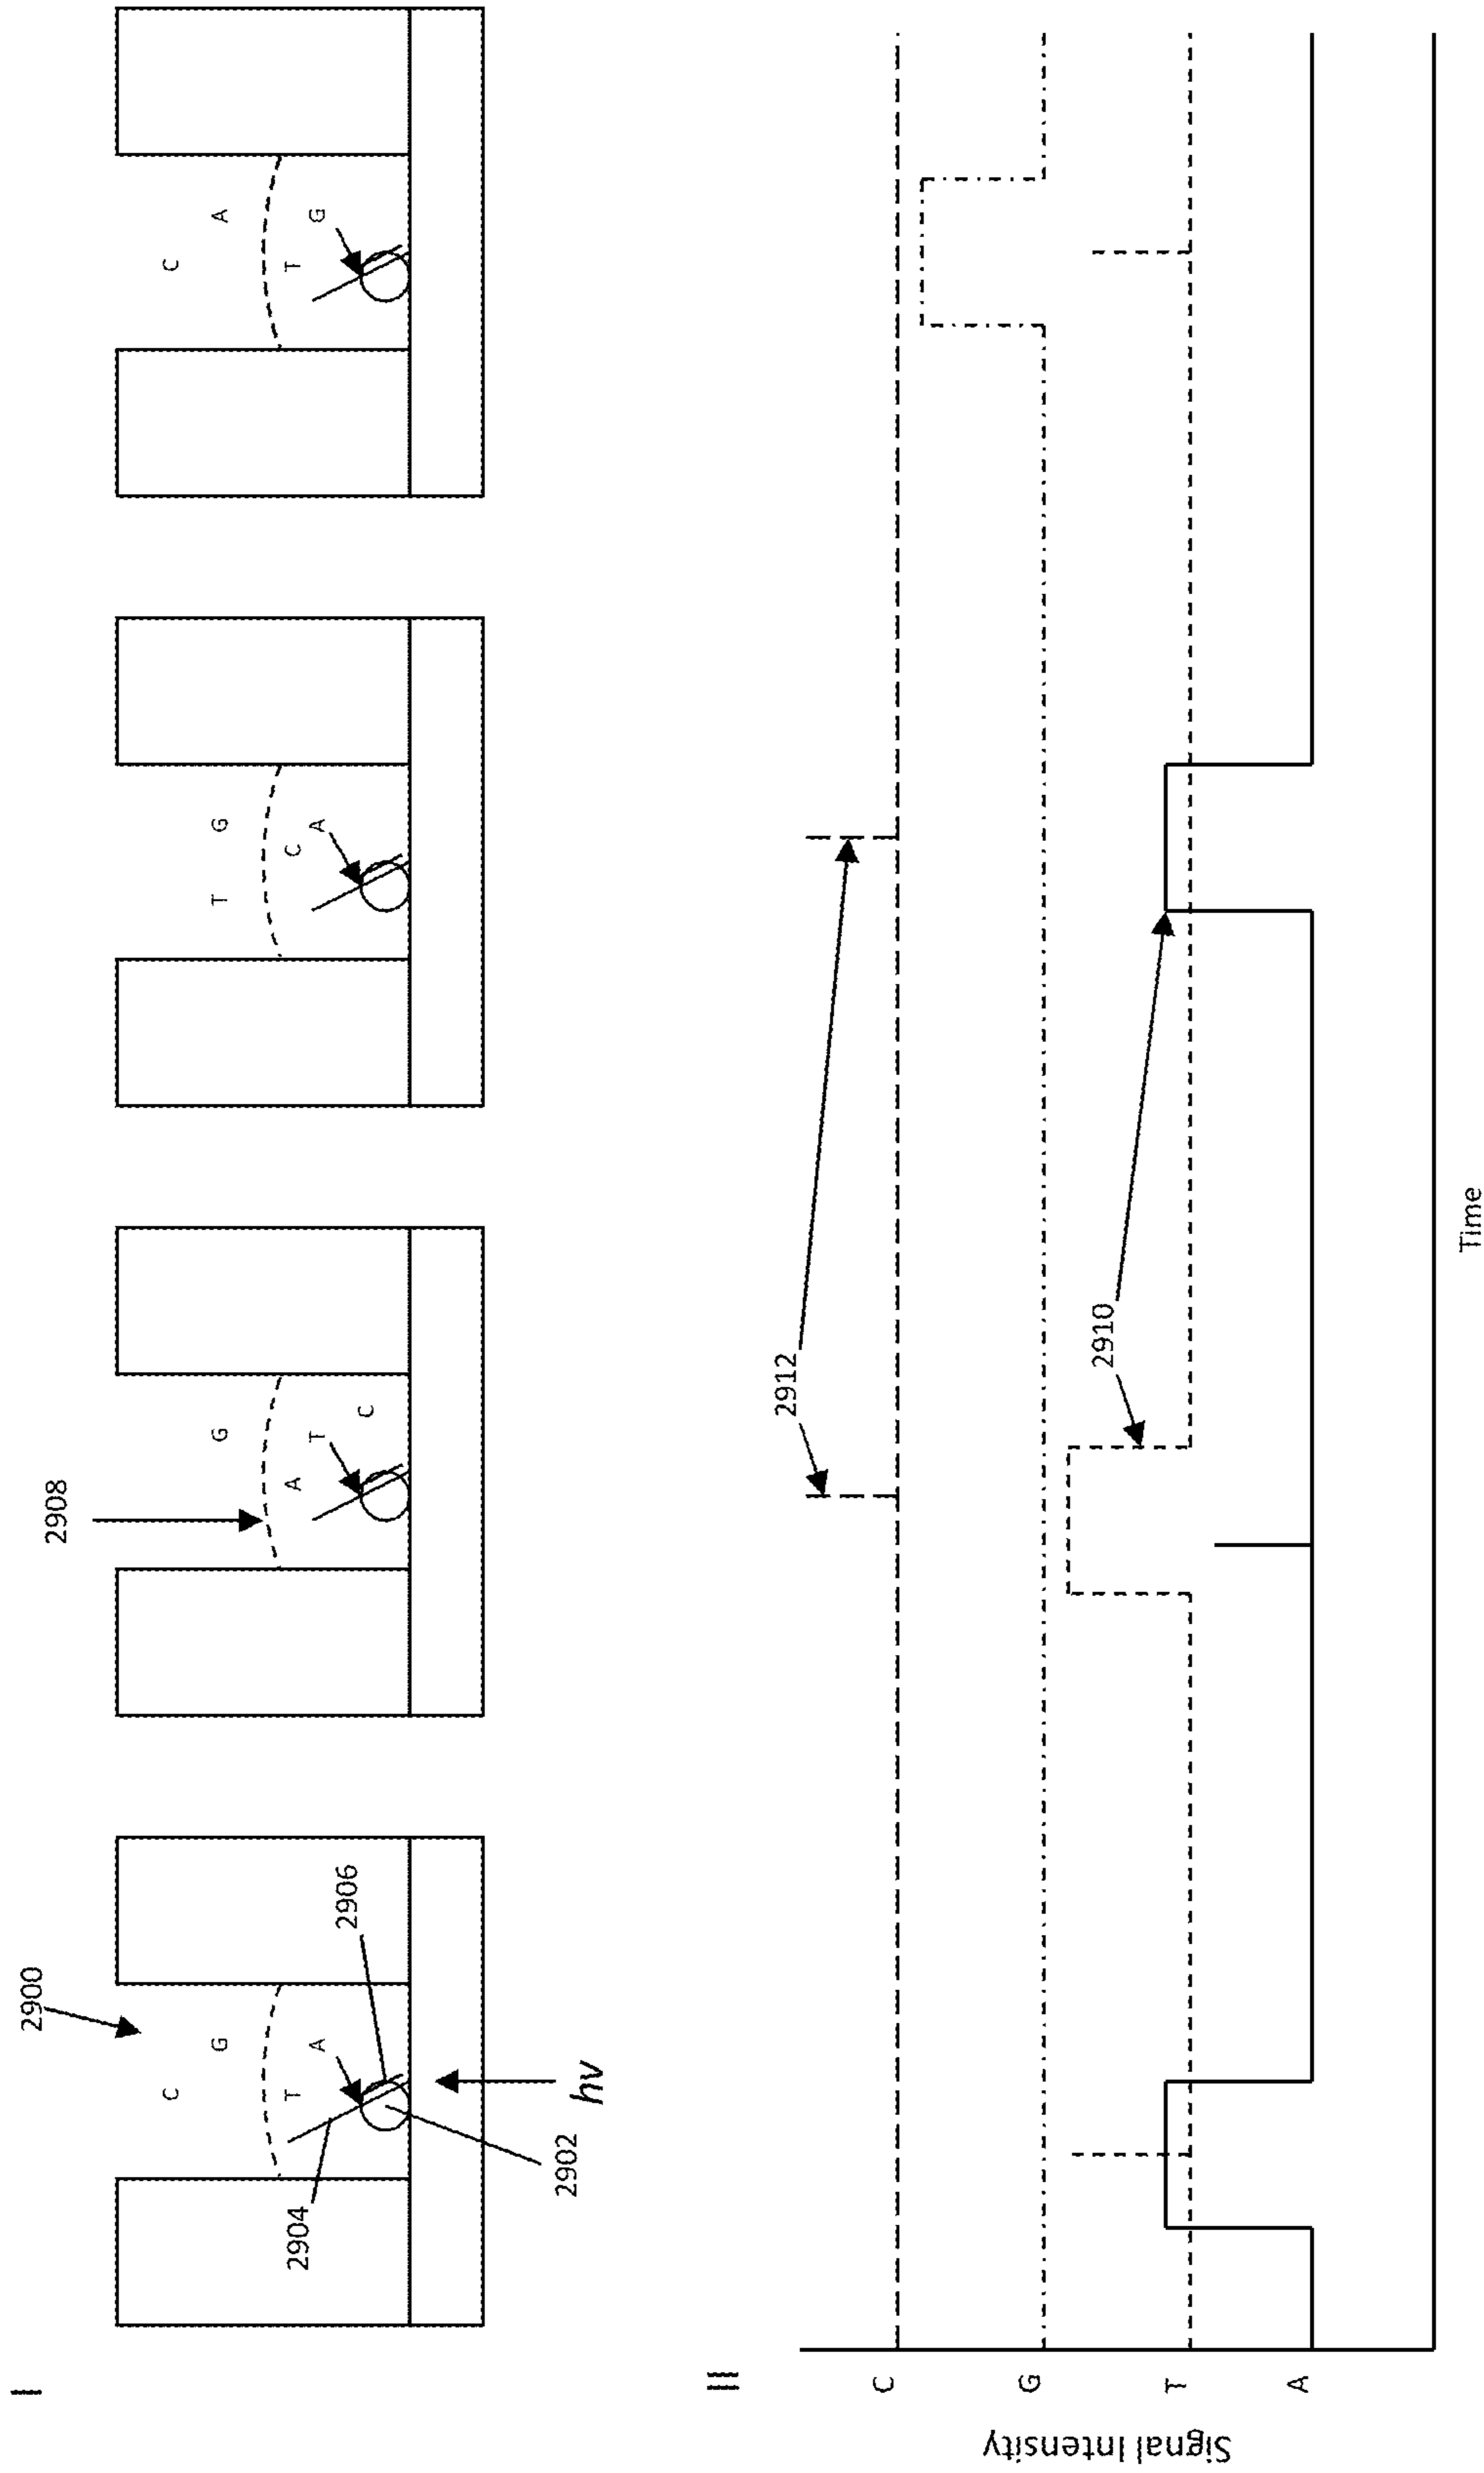 I
2900
2908
C C
G G T G A
T A C T
2904 A T A G
2906 C
2902
hv
II
2912
C
G
2910
T
A
Signal Intensity
Time